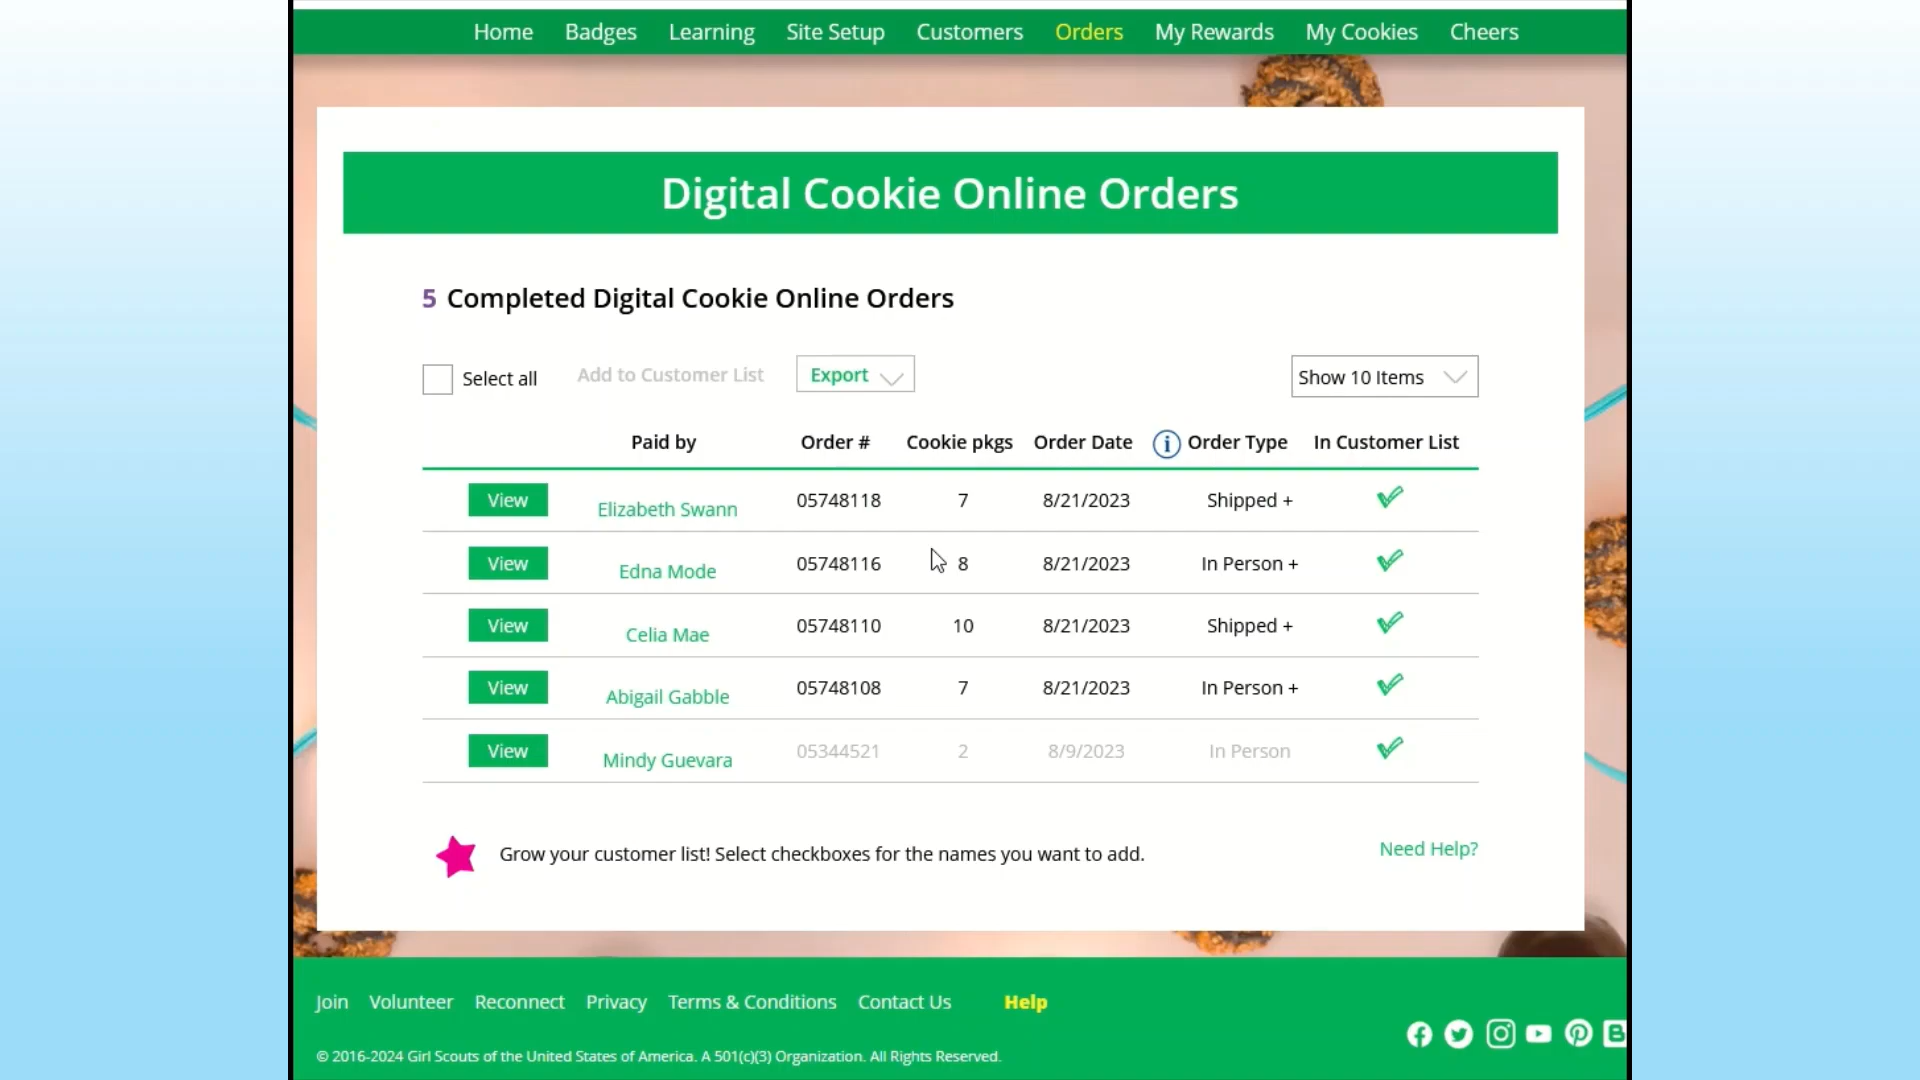 Home Badges Learning Site Setup Customers Orders My Rewards My Cookies Cheers
Digital Cookie Online Orders
5 Completed Digital Cookie Online Orders
Select all Add to Customer List Export Show 10 Items
Paid by Order # Cookie pkgs Order Date i Order Type In Customer List
View Elizabeth Swann 05748118 7 8/21/2023 Shipped +
View Edna Mode 05748116 8 8/21/2023 In Person +
View Celia Mae 05748110 10 8/21/2023 Shipped +
View Abigail Gabble 05748108 7 8/21/2023 In Person +
View Mindy Guevara 05344521 2 8/9/2023 In Person
Grow your customer list! Select checkboxes for the names you want to add. Need Help?
Join Volunteer Reconnect Privacy Terms & Conditions Contact Us Help
© 2016-2024 Girl Scouts of the United States of America. A 501(c)(3) Organization. All Rights Reserved.